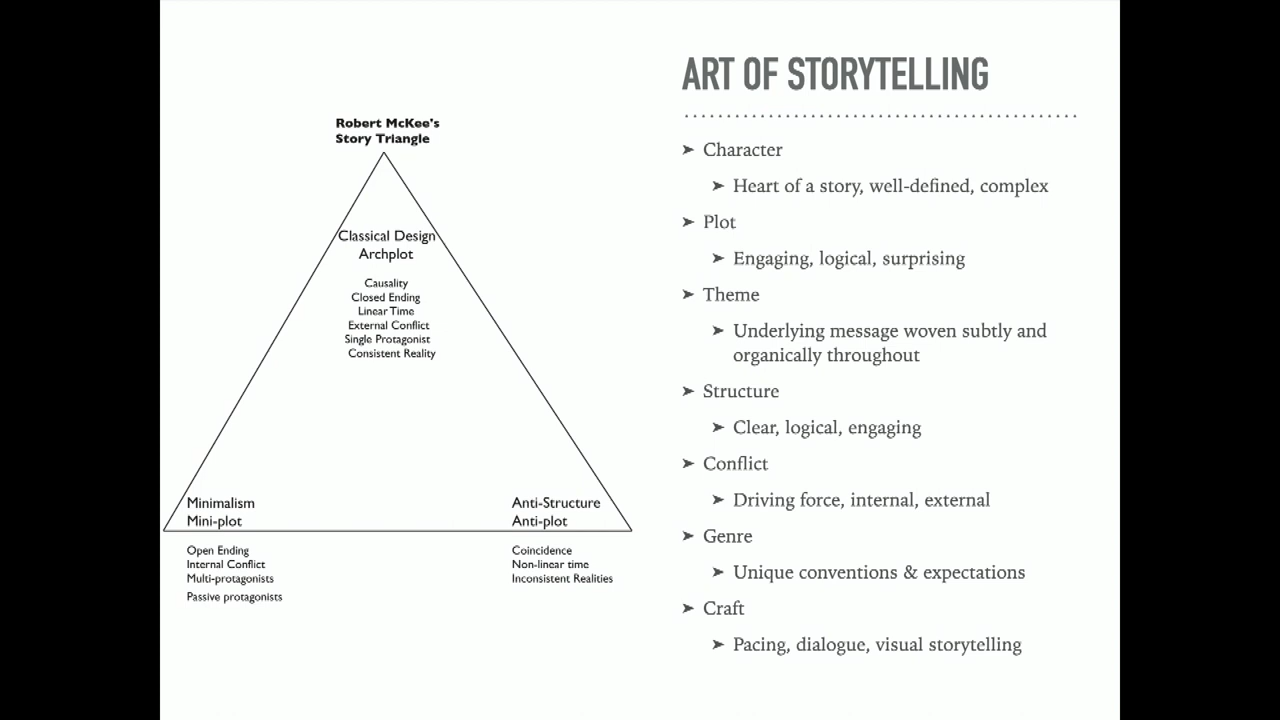 Robert McKee's
Story Triangle
Classical Design
Archplot
Causality
Closed Ending
Linear Time
External Conflict
Single Protagonist
Consistent Reality
Minimalism
Mini-plot
Open Ending
Internal Conflict
Multi-protagonists
Passive protagonists
Anti-Structure
Anti-plot
Coincidence
Non-linear time
Inconsistent Realities
ART OF STORYTELLING
➤ Character
➤ Heart of a story, well-defined, complex
➤ Plot
➤ Engaging, logical, surprising
➤ Theme
➤ Underlying message woven subtly and
organically throughout
➤ Structure
➤ Clear, logical, engaging
➤ Conflict
➤ Driving force, internal, external
➤ Genre
➤ Unique conventions & expectations
➤ Craft
➤ Pacing, dialogue, visual storytelling